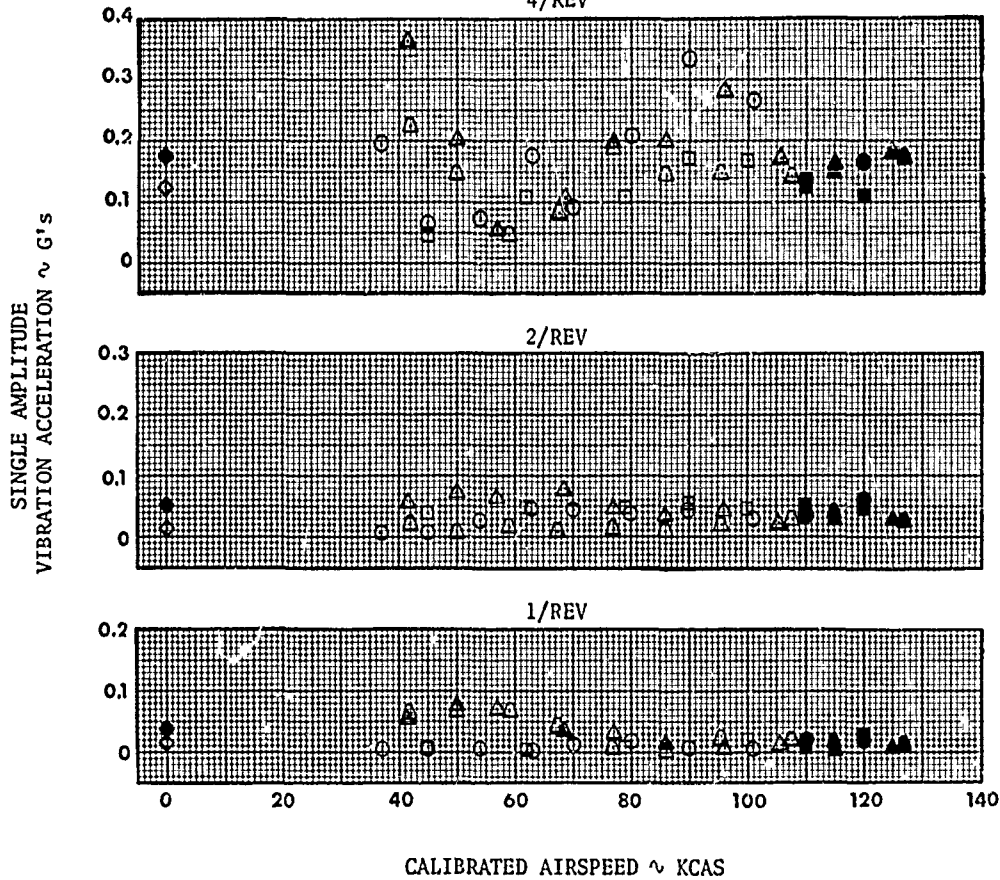 4/REV
0.4
0.3
0.2
0.1
0
2/REV
0.3
0.2
0.1
0
1/REV
0.2
0.1
0
0 20 40 60 80 100 120 140
SINGLE AMPLITUDE
VIBRATION ACCELERATION ∿ G's
CALIBRATED AIRSPEED ∿ KCAS